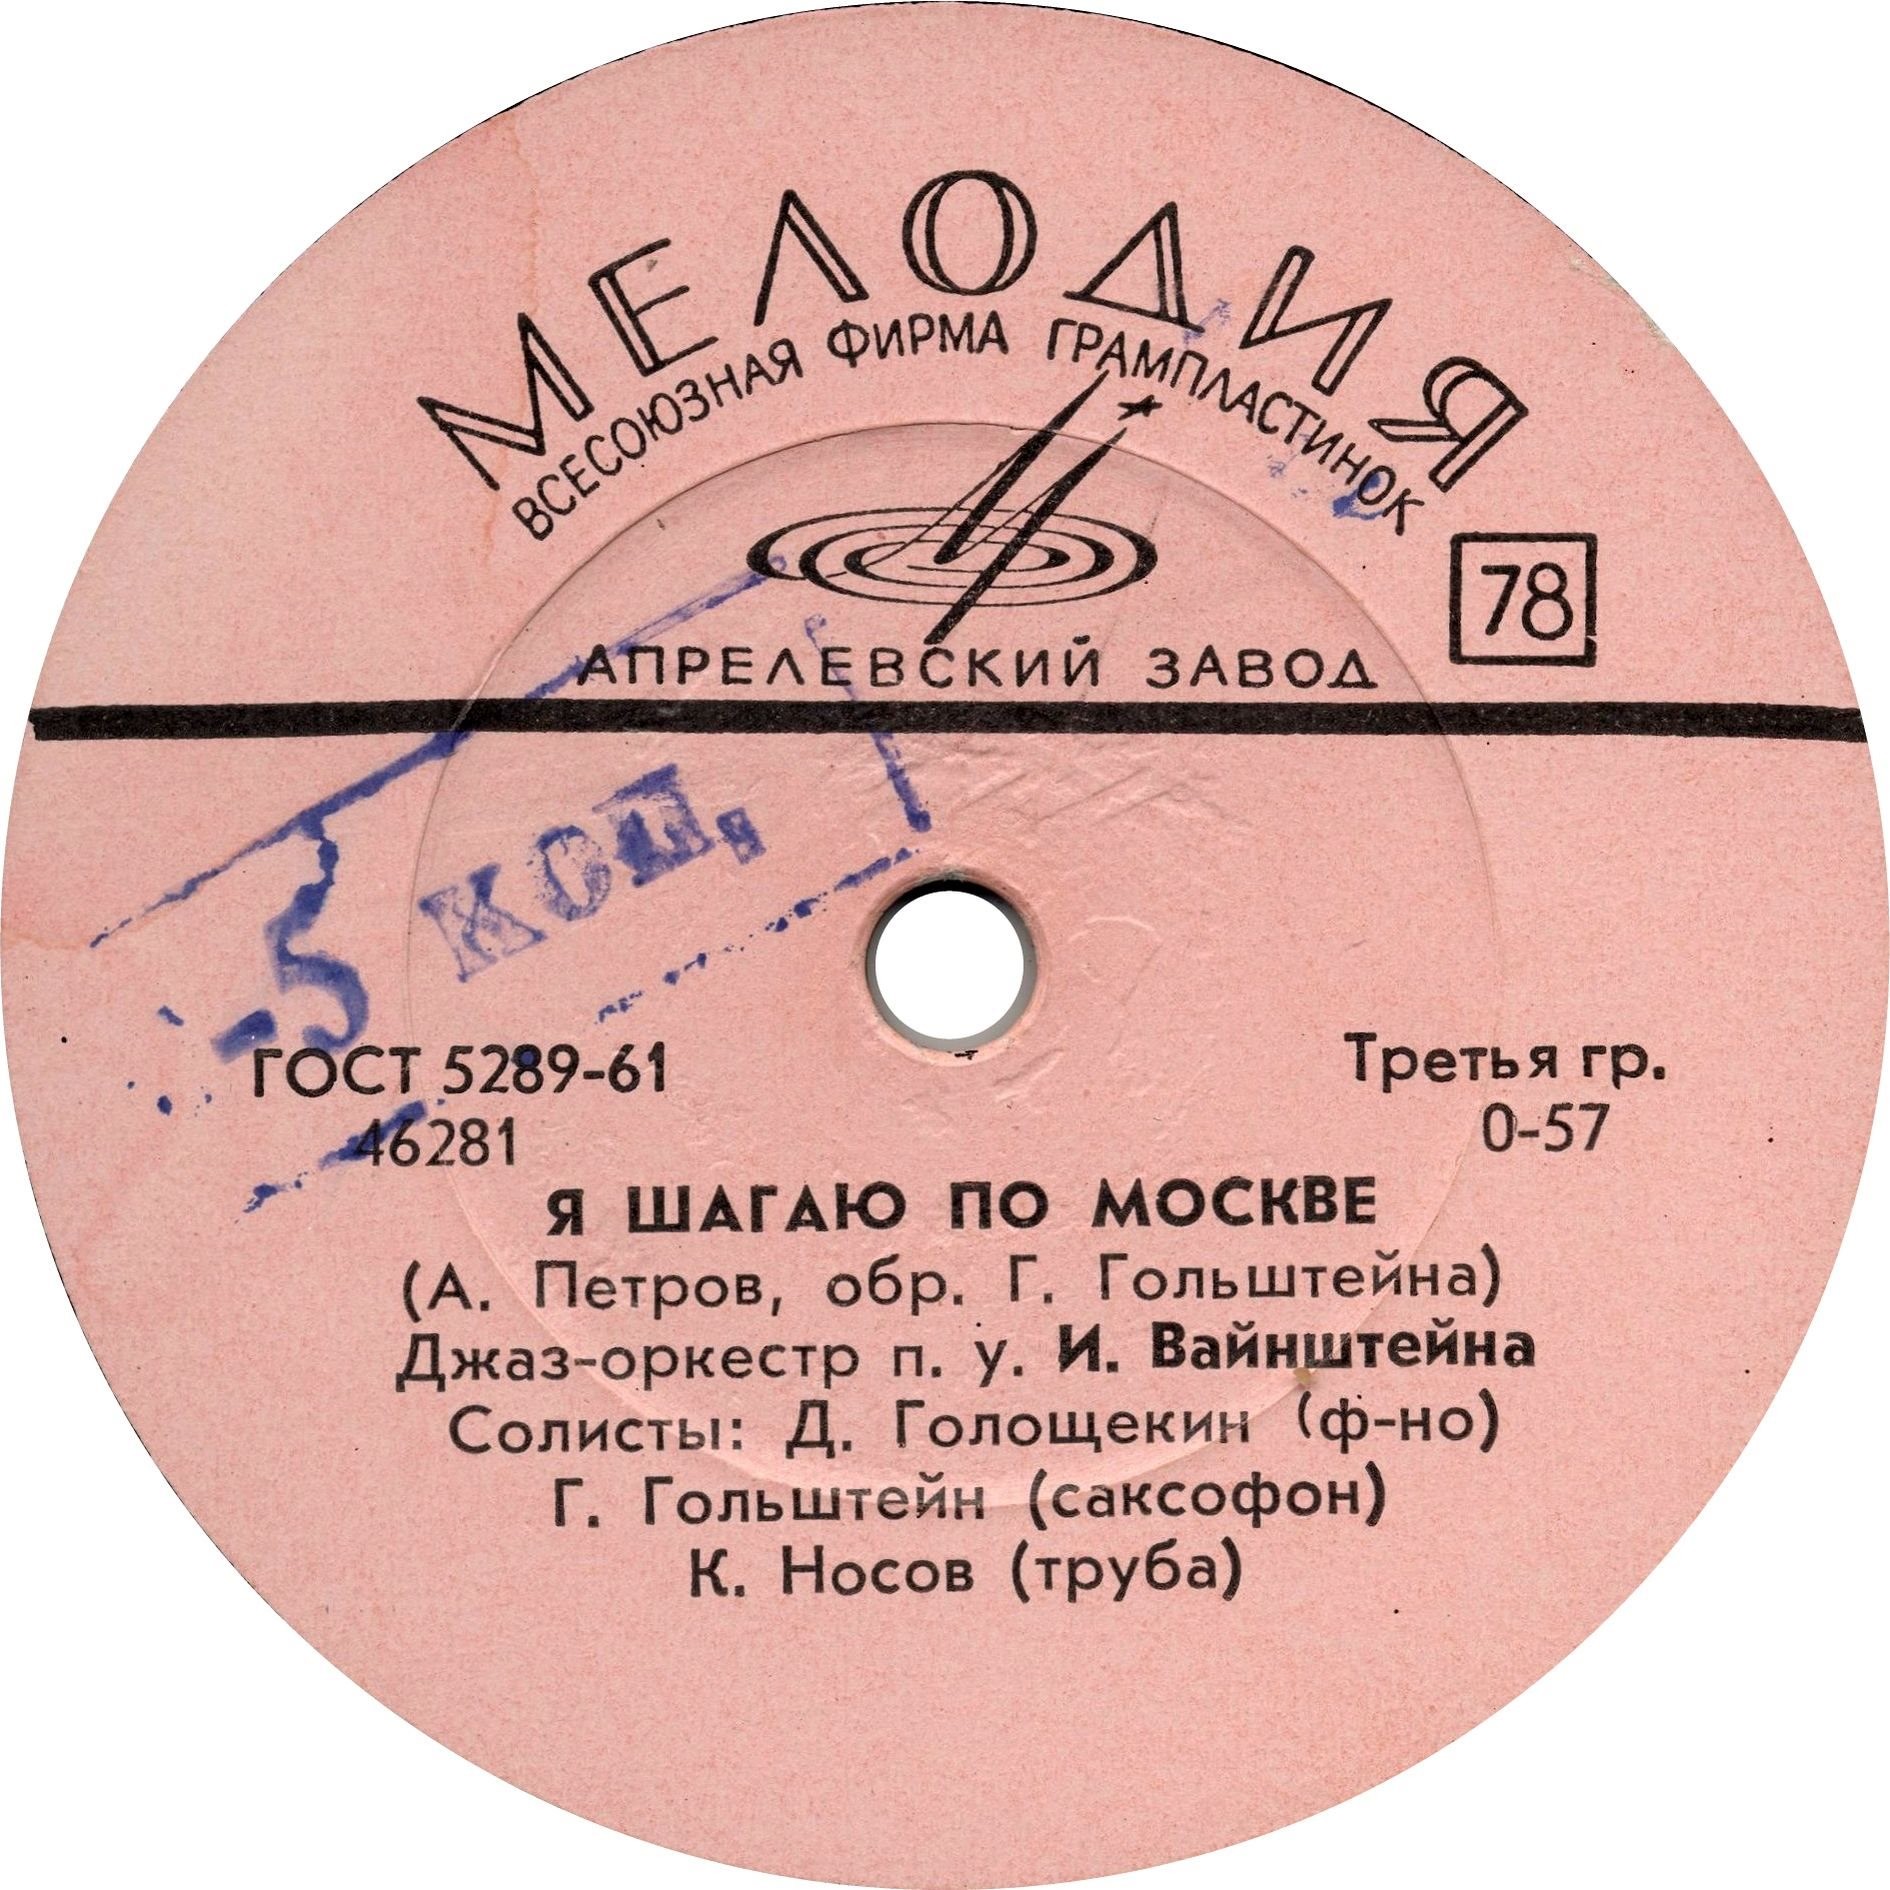 МЕЛОДИЯ
ВСЕСОЮЗНАЯ ФИРМА ГРАМПЛАСТИНОК
78
АПРЕЛЕВСКИЙ ЗАВОД
5 коп.
ГОСТ 5289-61
Третья гр.
46281
0-57
Я ШАГАЮ ПО МОСКВЕ
(А. Петров, обр. Г. Гольштейна)
Джаз-оркестр п. у. И. Вайнштейна
Солисты: Д. Голощекин (ф-но)
Г. Гольштейн (саксофон)
К. Носов (труба)